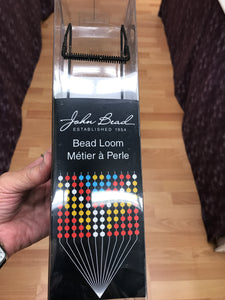 John Bead
ESTABLISHED 1954
Bead Loom
Métier à Perle